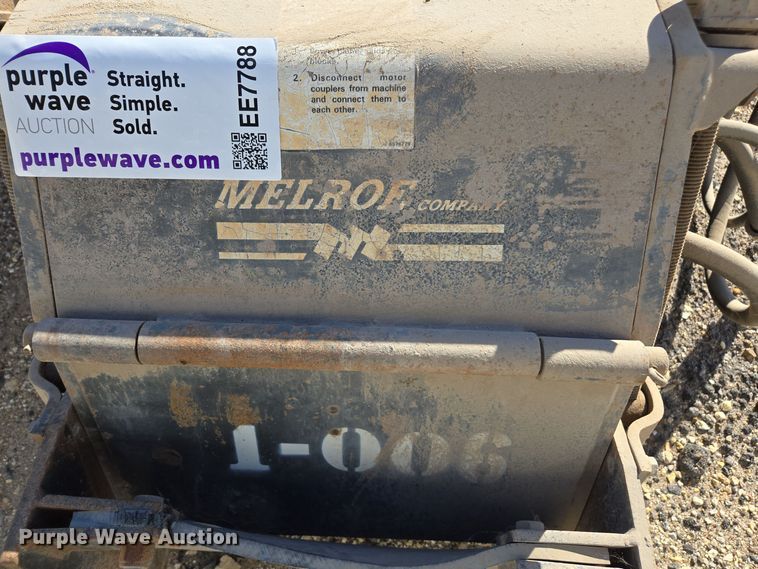 purple
wave
AUCTION
Straight.
Simple.
Sold.
purplewave.com
EE7788
2. Disconnect motor
couplers from machine
and connect them to
each other.
MELROE COMPANY
1-006
Purple Wave Auction